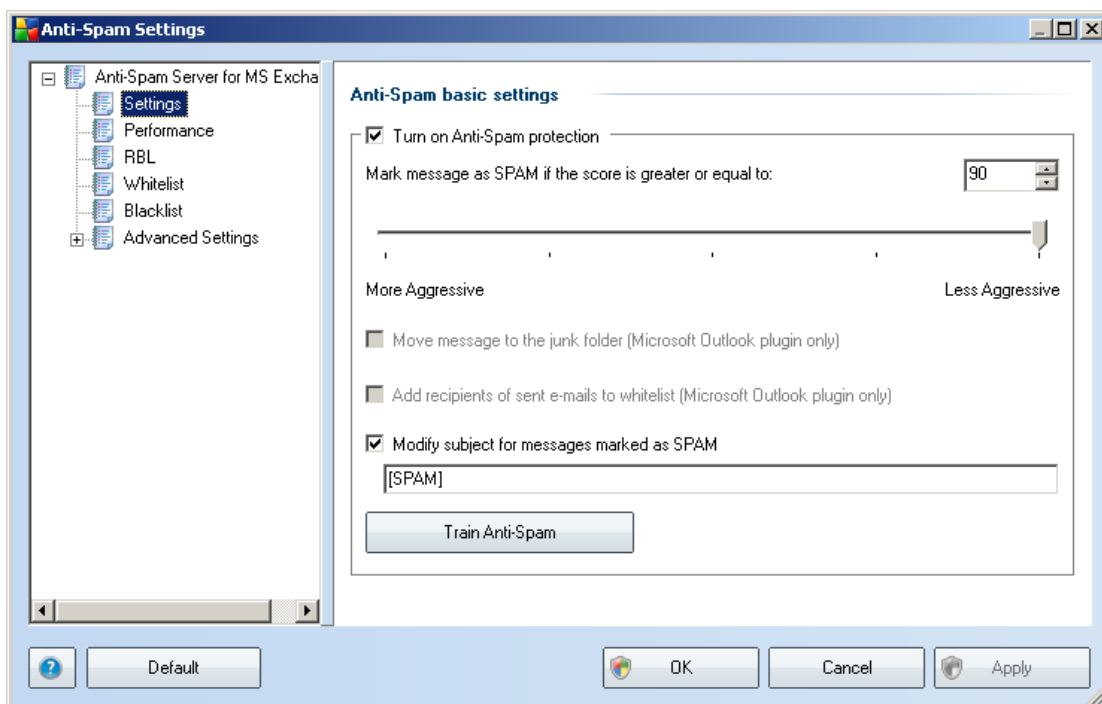 Anti-Spam Settings
Anti-Spam Server for MS Excha
Settings
Performance
RBL
Whitelist
Blacklist
Advanced Settings
Anti-Spam basic settings
Turn on Anti-Spam protection
Mark message as SPAM if the score is greater or equal to:
90
More Aggressive
Less Aggressive
Move message to the junk folder (Microsoft Outlook plugin only)
Add recipients of sent e-mails to whitelist (Microsoft Outlook plugin only)
Modify subject for messages marked as SPAM
[SPAM]
Train Anti-Spam
?
Default
OK
Cancel
Apply